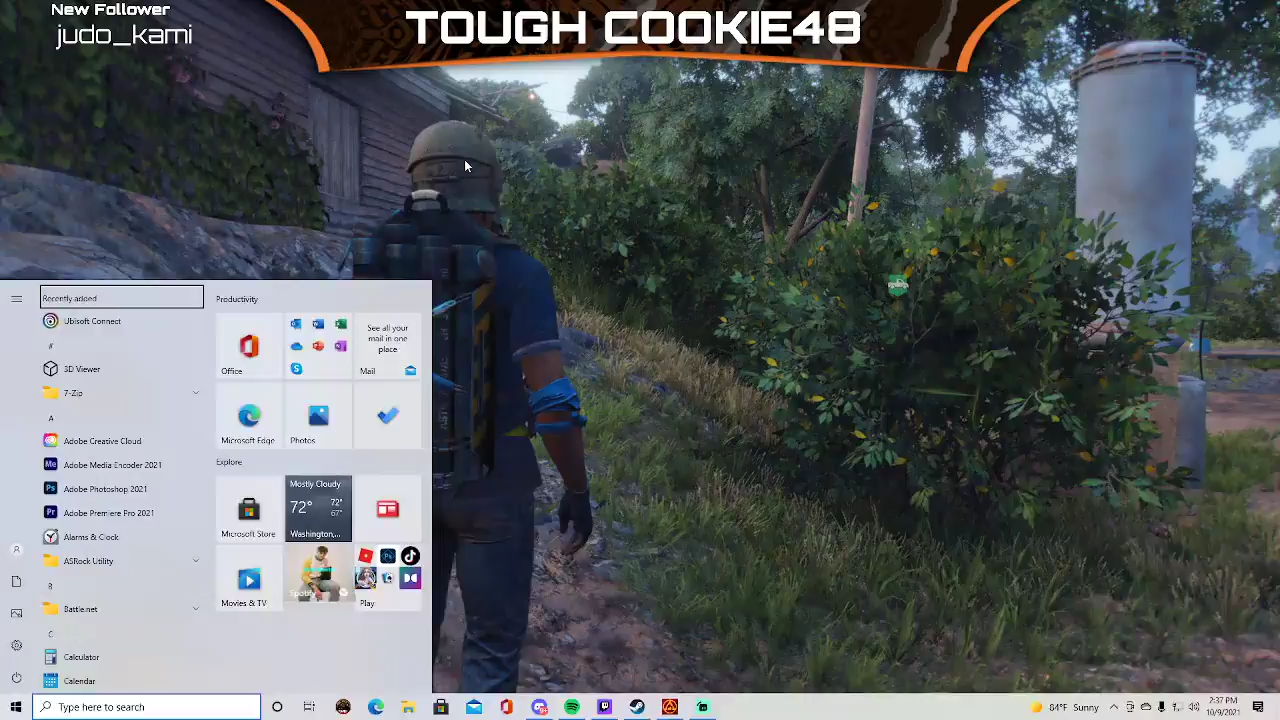 New Follower
judo_kami
TOUGH COOKIE48
Recently added
Ubisoft Connect
#
3D Viewer
7-Zip
A
Adobe Creative Cloud
Adobe Media Encoder 2021
Adobe Photoshop 2021
Adobe Premiere Pro 2021
Alarms & Clock
ASRock Utility
B
Battle.net
C
Calculator
Calendar
Productivity
Office
See all your mail in one place
Mail
Microsoft Edge
Photos
Explore
Microsoft Store
Mostly Cloudy
72°
72°
67°
Washington,...
Movies & TV
Spotify
Play
Type here to search
84°F Sunny
2:37 PM
10/9/2021